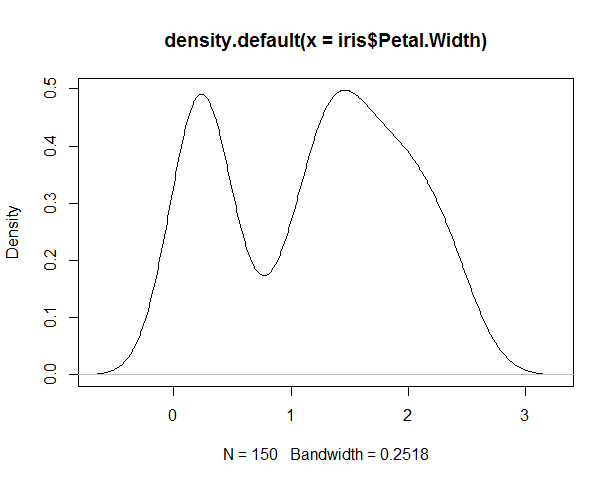 density.default(x = iris$Petal.Width)
Density
0.5
0.4
0.3
0.2
0.1
0.0
0 1 2 3
N = 150 Bandwidth = 0.2518